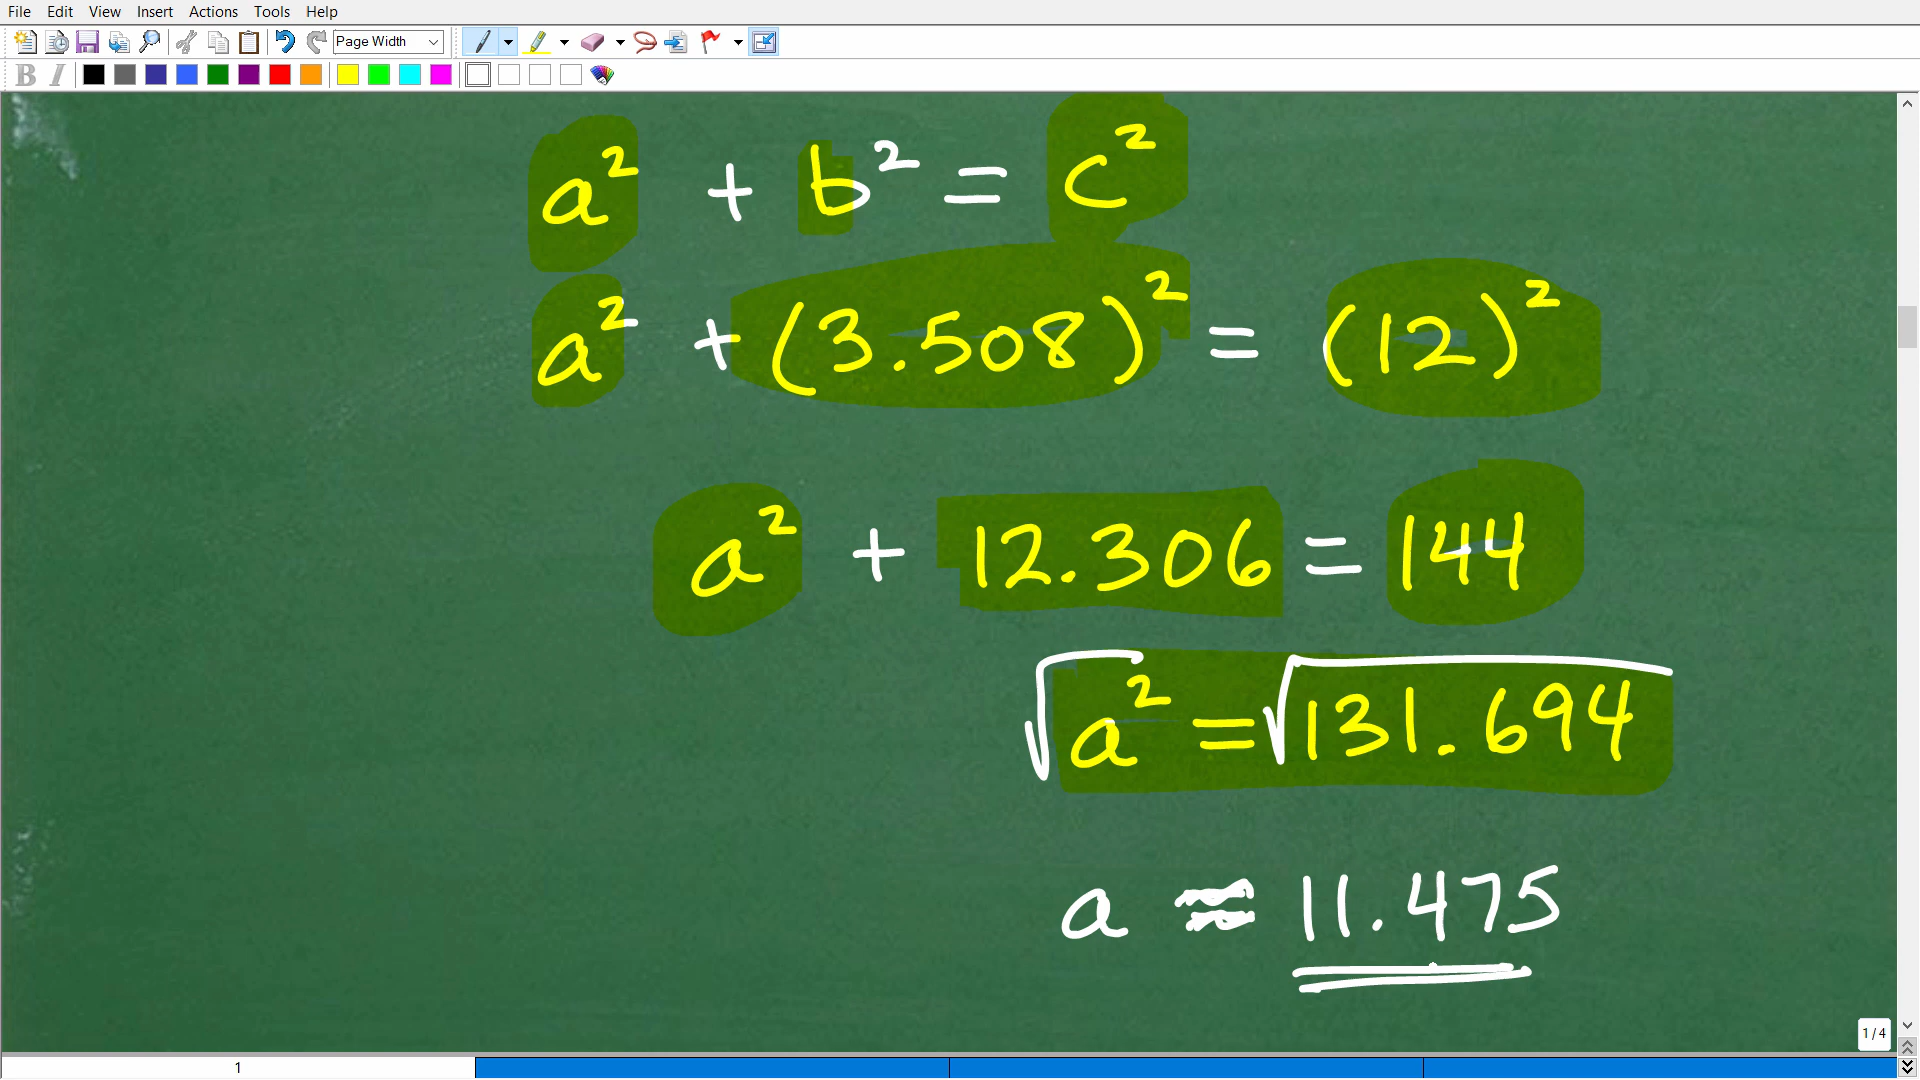 File Edit View Insert Actions Tools Help
Page Width
B I
a² + b² = c²
a² + (3.508)² = (12)²
a² + 12.306 = 144
√a² = √131.694
a ≈ 11.475
1 / 4
1